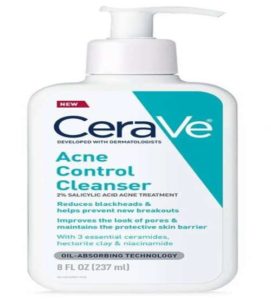 NEW
CeraVe
DEVELOPED WITH DERMATOLOGISTS
Acne
Control
Cleanser
2% SALICYLIC ACID ACNE TREATMENT
Reduces blackheads &
helps prevent new breakouts
Improves the look of pores &
maintains the protective skin barrier
With 3 essential ceramides,
hectorite clay & niacinamide
OIL-ABSORBING TECHNOLOGY
8 FL OZ (237 ml)